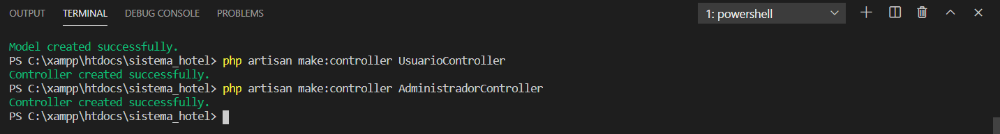 OUTPUT TERMINAL DEBUG CONSOLE PROBLEMS 1: powershell
Model created successfully.
PS C:\xampp\htdocs\sistema_hotel> php artisan make:controller UsuarioController
Controller created successfully.
PS C:\xampp\htdocs\sistema_hotel> php artisan make:controller AdministradorController
Controller created successfully.
PS C:\xampp\htdocs\sistema_hotel>